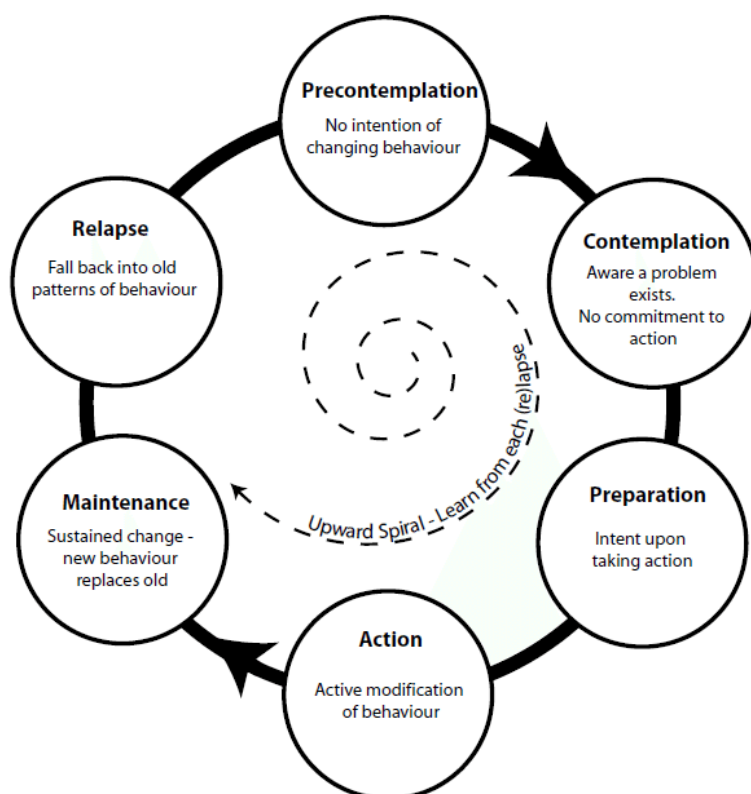 Precontemplation
No intention of
changing behaviour
Contemplation
Aware a problem
exists.
No commitment to
action
Preparation
Intent upon
taking action
Action
Active modification
of behaviour
Maintenance
Sustained change -
new behaviour
replaces old
Relapse
Fall back into old
patterns of behaviour
Upward Spiral - Learn from each (re)lapse